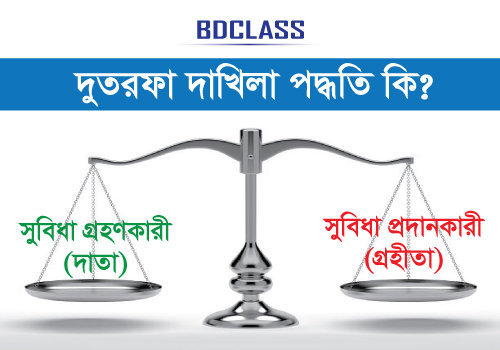 BDCLASS
দুতরফা দাখিলা পদ্ধতি কি?
সুবিধা গ্রহণকারী
(দাতা)
সুবিধা প্রদানকারী
(গ্রহীতা)